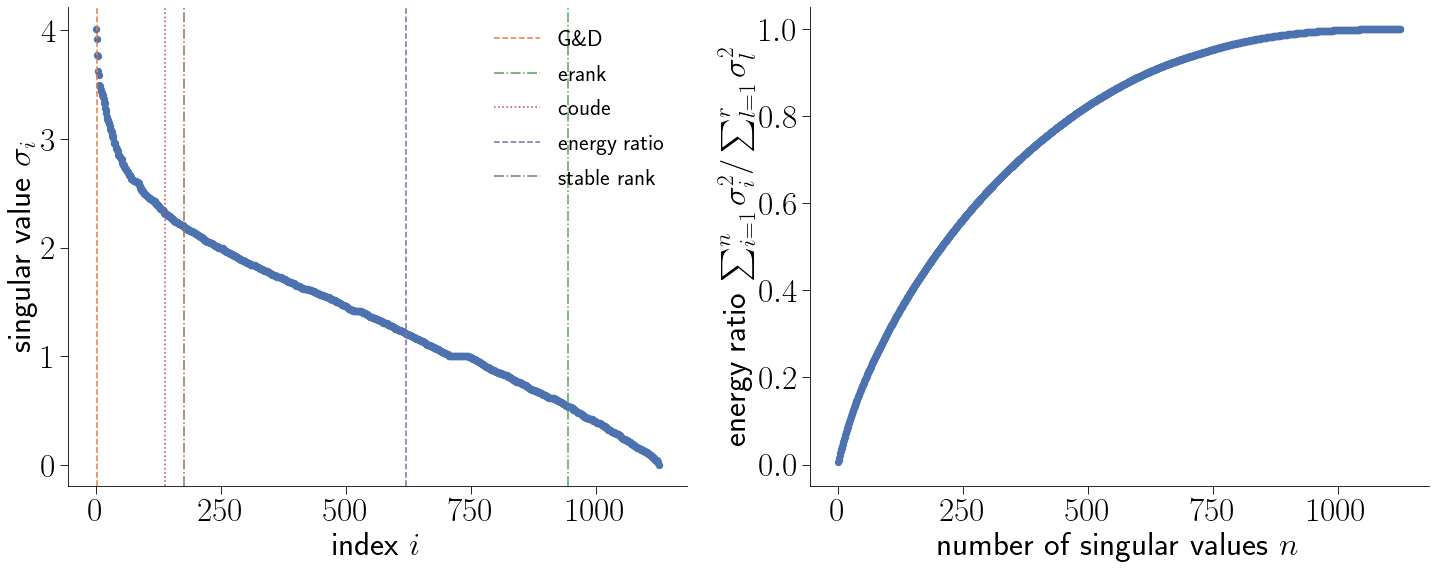 4
3
2
1
0
singular value σ_i
0 250 500 750 1000
index i
G&D
erank
coude
energy ratio
stable rank
1.0
0.8
0.6
0.4
0.2
0.0
energy ratio ∑_{i=1}^{n} σ_i^2 / ∑_{l=1}^{r} σ_l^2
0 250 500 750 1000
number of singular values n